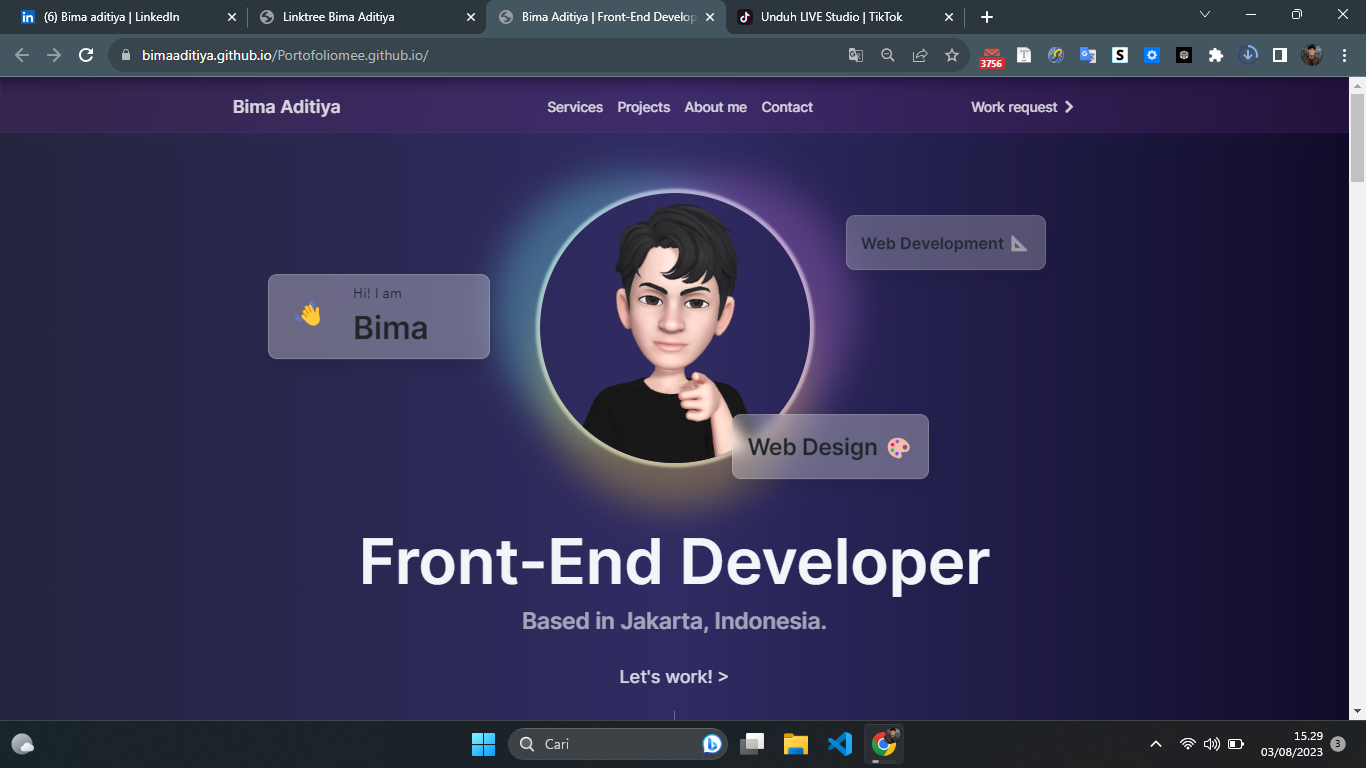 (6) Bima aditiya | LinkedIn
Linktree Bima Aditiya
Bima Aditiya | Front-End Develop
Unduh LIVE Studio | TikTok
bimaaditiya.github.io/Portofoliomee.github.io/
3756
Bima Aditiya
Services
Projects
About me
Contact
Work request
Web Development
Hi! I am
Bima
Web Design
Front-End Developer
Based in Jakarta, Indonesia.
Let's work! >
Cari
15.29
03/08/2023
3